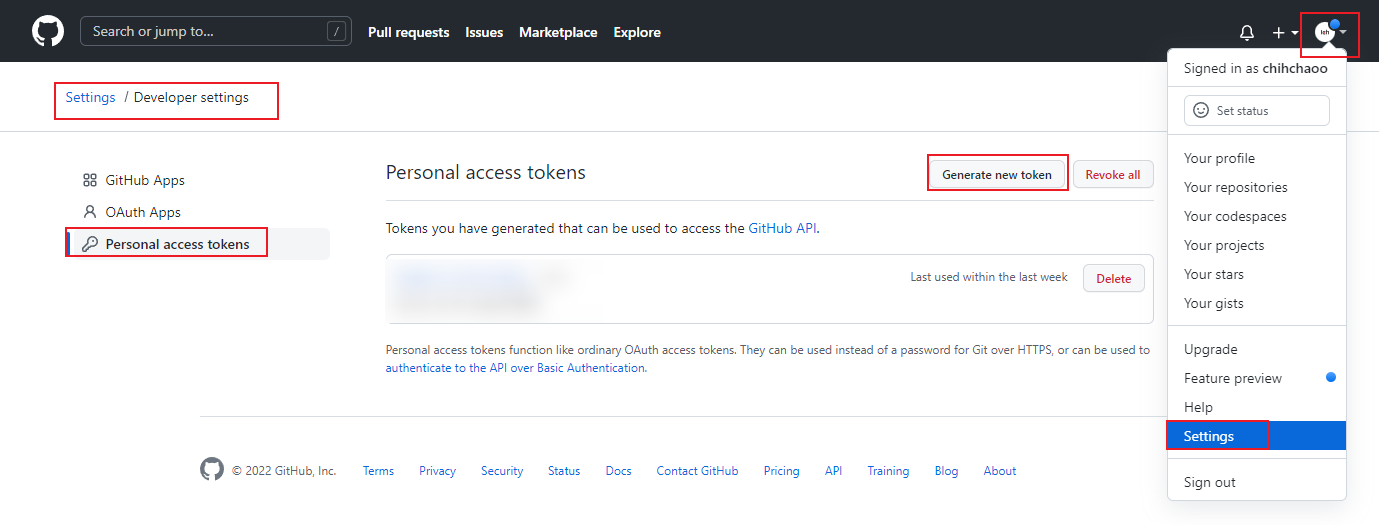 Search or jump to... /
Pull requests
Issues
Marketplace
Explore
Signed in as chihchaoo
Set status
Your profile
Your repositories
Your codespaces
Your projects
Your stars
Your gists
Upgrade
Feature preview
Help
Settings
Sign out
Settings / Developer settings
GitHub Apps
OAuth Apps
Personal access tokens
Personal access tokens
Generate new token
Revoke all
Tokens you have generated that can be used to access the GitHub API.
Last used within the last week
Delete
Personal access tokens function like ordinary OAuth access tokens. They can be used instead of a password for Git over HTTPS, or can be used to
authenticate to the API over Basic Authentication.
© 2022 GitHub, Inc.
Terms
Privacy
Security
Status
Docs
Contact GitHub
Pricing
API
Training
Blog
About